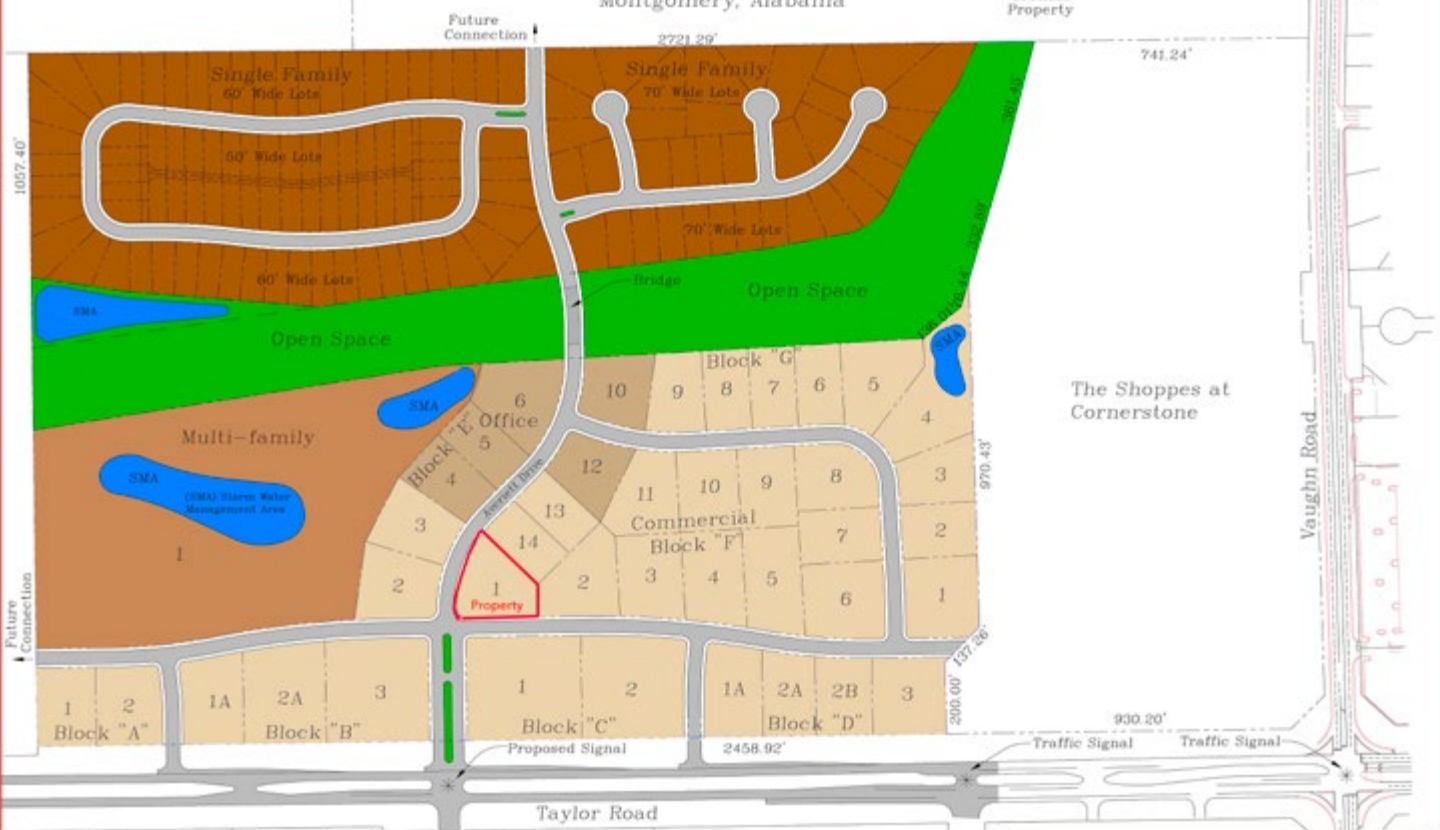 Montgomery, Alabama
Property
Future
Connection
2721.29'
741.24'
Single Family
60' Wide Lots
Single Family
70' Wide Lots
361.45'
1057.40'
50' Wide Lots
332.89'
70' Wide Lots
60' Wide Lots
Bridge
Open Space
SMA
Open Space
SMA
Block "G"
10
9
8
7
6
5
4
3
2
1
The Shoppes at
Cornerstone
Vaughn Road
970.43'
SMA
6
Office
5
4
Block "E"
3
2
Multi-family
SMA
(SMA) Storm Water
Management Area
1
Averiett Drive
12
13
14
11
10
9
8
Commercial
Block "F"
7
1
2
3
4
5
6
Property
Future
Connection
137.26'
200.00'
1
2
Block "A"
1A
2A
3
Block "B"
1
2
Block "C"
1A
2A
2B
3
Block "D"
930.20'
Proposed Signal
2458.92'
Traffic Signal
Traffic Signal
Taylor Road